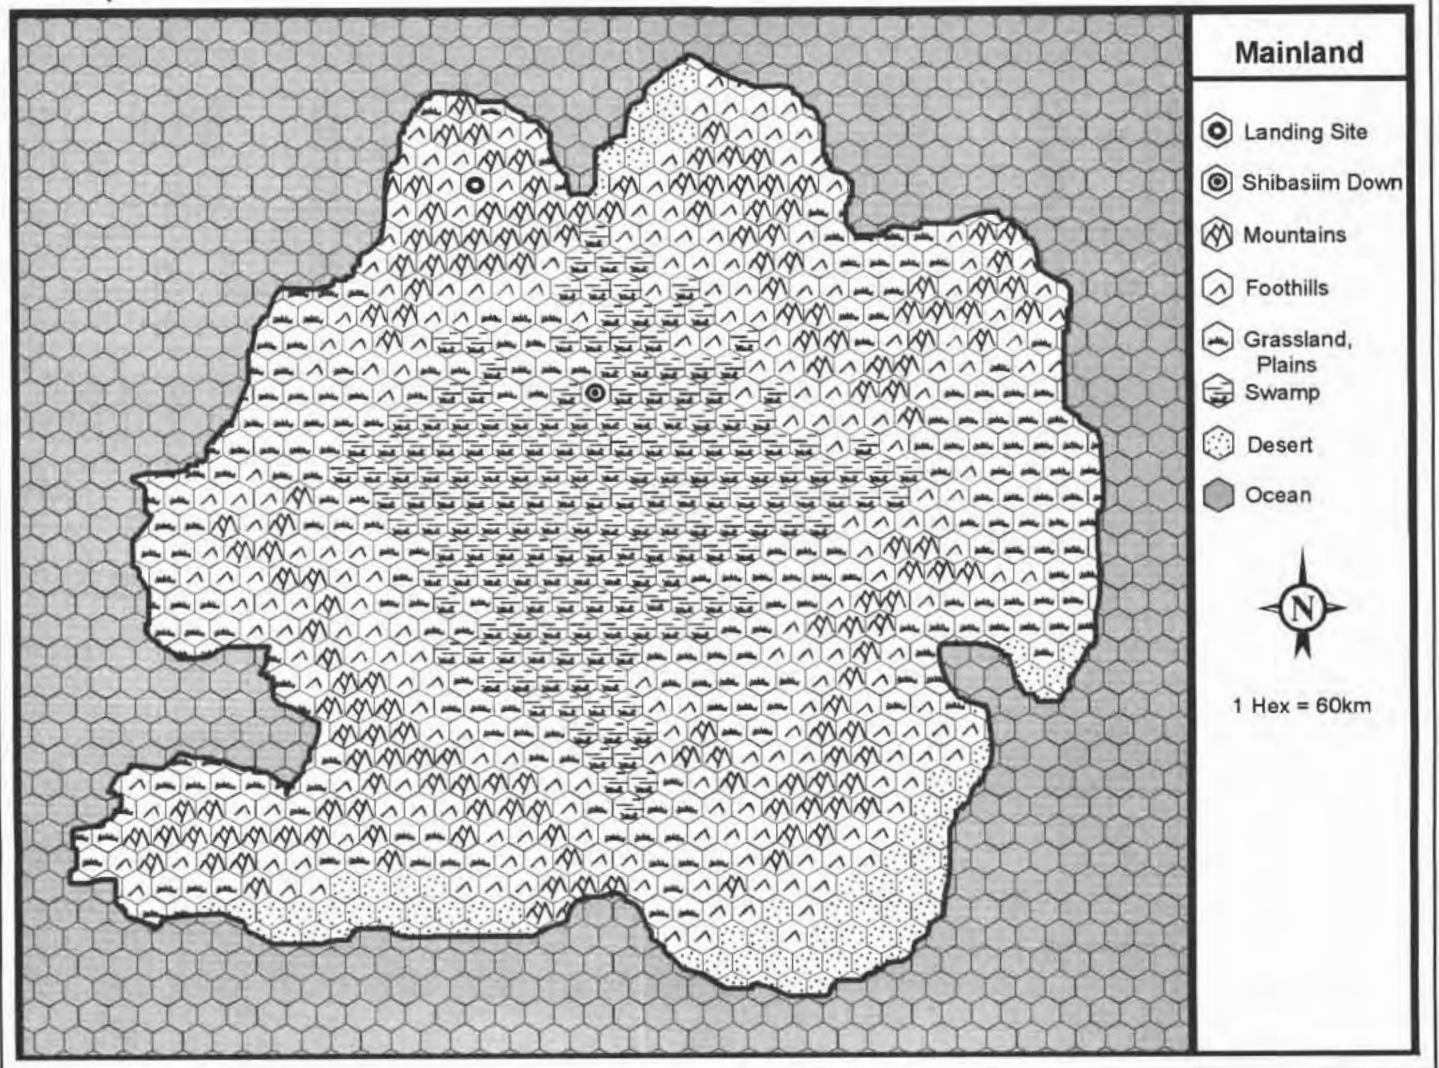 Mainland
Landing Site
Shibasiim Down
Mountains
Foothills
Grassland,
Plains
Swamp
Desert
Ocean
N
1 Hex = 60km